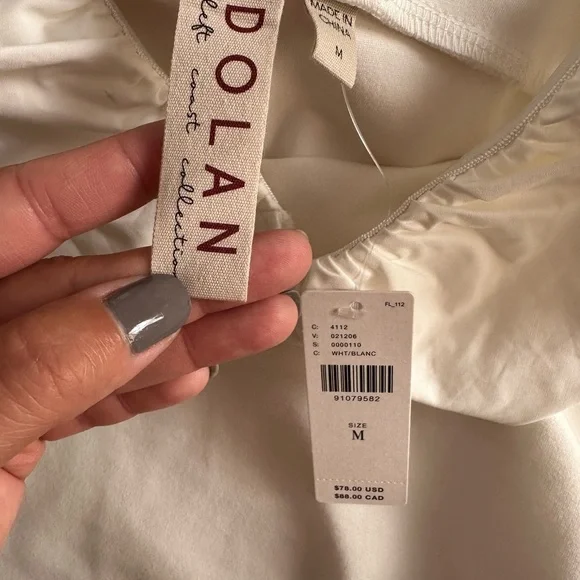 DOLAN
left coast collection
MADE IN
CHINA
M
FL_112
C: 4112
V: 021206
S: 0000110
C: WHT/BLANC
91079582
SIZE
M
$78.00 USD
$88.00 CAD